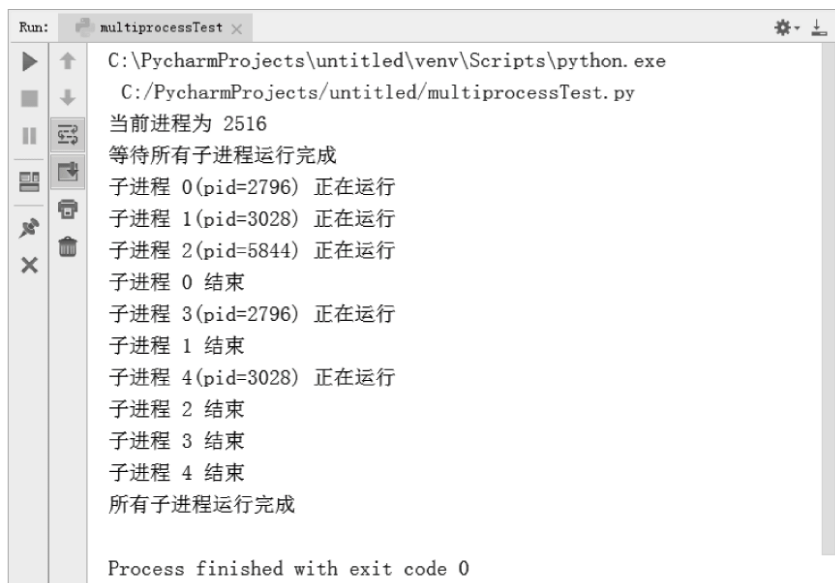 Run: multiprocessTest
C:\PycharmProjects\untitled\venv\Scripts\python.exe
C:/PycharmProjects/untitled/multiprocessTest.py
当前进程为 2516
等待所有子进程运行完成
子进程 0(pid=2796) 正在运行
子进程 1(pid=3028) 正在运行
子进程 2(pid=5844) 正在运行
子进程 0 结束
子进程 3(pid=2796) 正在运行
子进程 1 结束
子进程 4(pid=3028) 正在运行
子进程 2 结束
子进程 3 结束
子进程 4 结束
所有子进程运行完成
Process finished with exit code 0